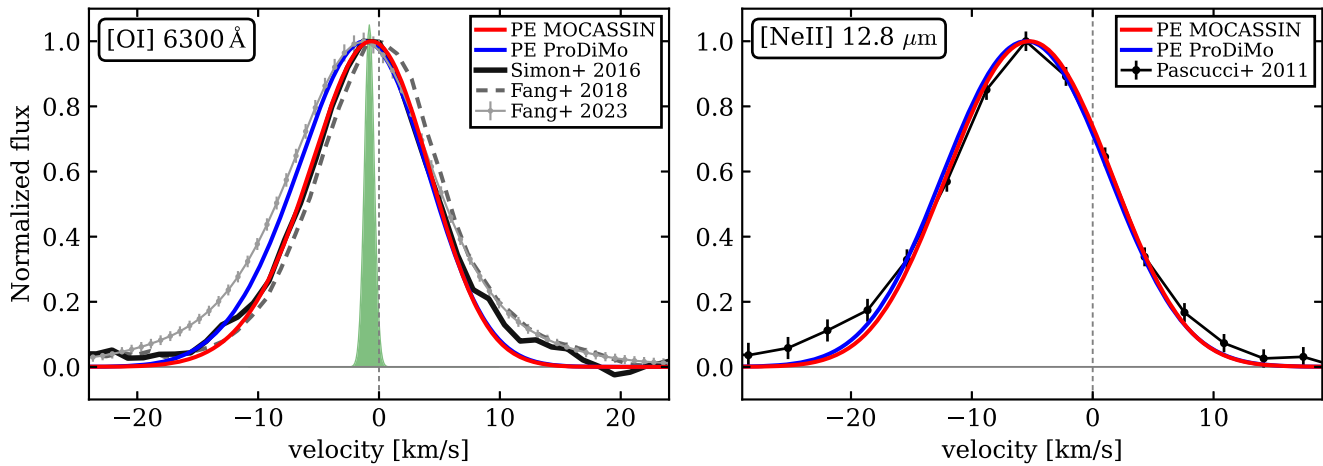 [OI] 6300 Å
PE MOCASSIN
PE ProDiMo
Simon+ 2016
Fang+ 2018
Fang+ 2023
Normalized flux
1.0
0.8
0.6
0.4
0.2
0.0
−20
−10
0
10
20
velocity [km/s]
[NeII] 12.8 μm
PE MOCASSIN
PE ProDiMo
Pascucci+ 2011
1.0
0.8
0.6
0.4
0.2
0.0
−20
−10
0
10
velocity [km/s]